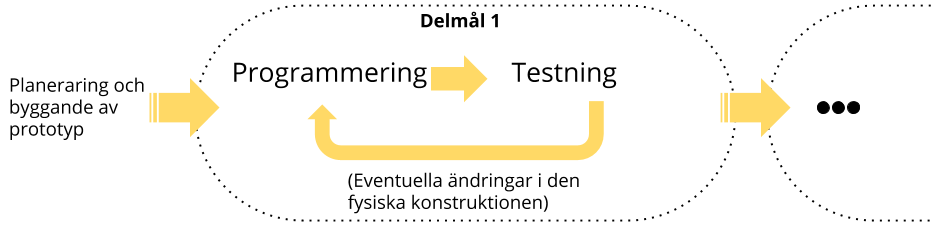 Delmål 1
Planeraring och
byggande av
prototyp
Programmering
Testning
(Eventuella ändringar i den
fysiska konstruktionen)